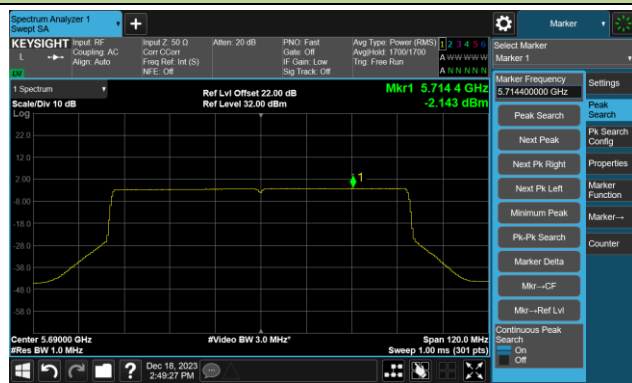 Spectrum Analyzer 1
Swept SA
Marker
KEYSIGHT
L
Input: RF
Coupling: AC
Align: Auto
Input Z: 50 Ω
Corr CCorr
Freq Ref: Int (S)
NFE: Off
Atten: 20 dB
PNO: Fast
Gate: Off
IF Gain: Low
Sig Track: Off
Avg Type: Power (RMS)
Avg|Hold: 1700/1700
Trig: Free Run
1 2 3 4 5 6
A W W W W W
A N N N N N
Select Marker
Marker 1
1 Spectrum
Scale/Div 10 dB
Log
Ref Lvl Offset 22.00 dB
Ref Level 32.00 dBm
Mkr1 5.714 4 GHz
-2.143 dBm
22.0
12.0
2.00
-8.00
-18.0
-28.0
-38.0
-48.0
-58.0
1
Center 5.69000 GHz
#Res BW 1.0 MHz
#Video BW 3.0 MHz*
Span 120.0 MHz
Sweep 1.00 ms (301 pts)
Marker Frequency
5.714400000 GHz
Peak Search
Next Peak
Next Pk Right
Next Pk Left
Minimum Peak
Pk-Pk Search
Marker Delta
Mkr→CF
Mkr→Ref Lvl
Continuous Peak
Search
On
Off
Settings
Peak
Search
Pk Search
Config
Properties
Marker
Function
Marker→
Counter
?
Dec 18, 2023
2:49:27 PM